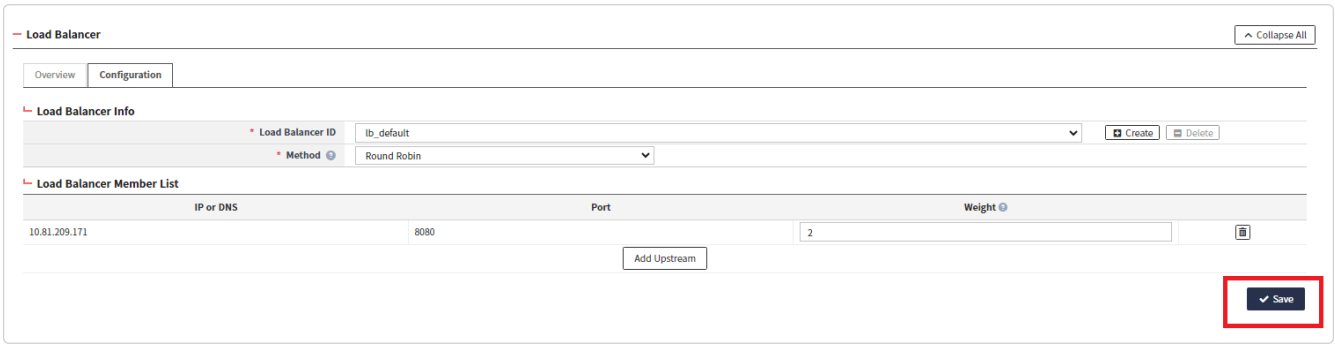 Load Balancer
Collapse All
Overview Configuration
Load Balancer Info
* Load Balancer ID lb_default Create Delete
* Method ? Round Robin
Load Balancer Member List
IP or DNS Port Weight ?
10.81.209.171 8080 2
Add Upstream
Save